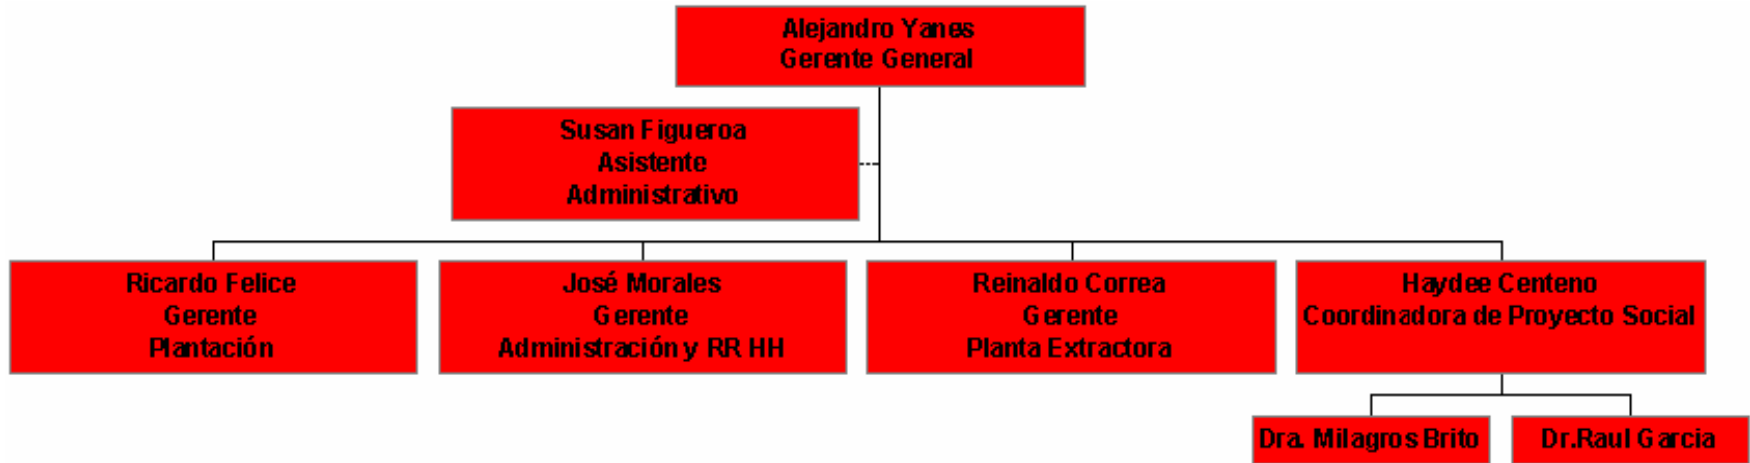 Alejandro Yanes
Gerente General
Susan Figueroa
Asistente
Administrativo
Ricardo Felice
Gerente
Plantación
José Morales
Gerente
Administración y RR HH
Reinaldo Correa
Gerente
Planta Extractora
Haydee Centeno
Coordinadora de Proyecto Social
Dra. Milagros Brito
Dr.Raul Garcia